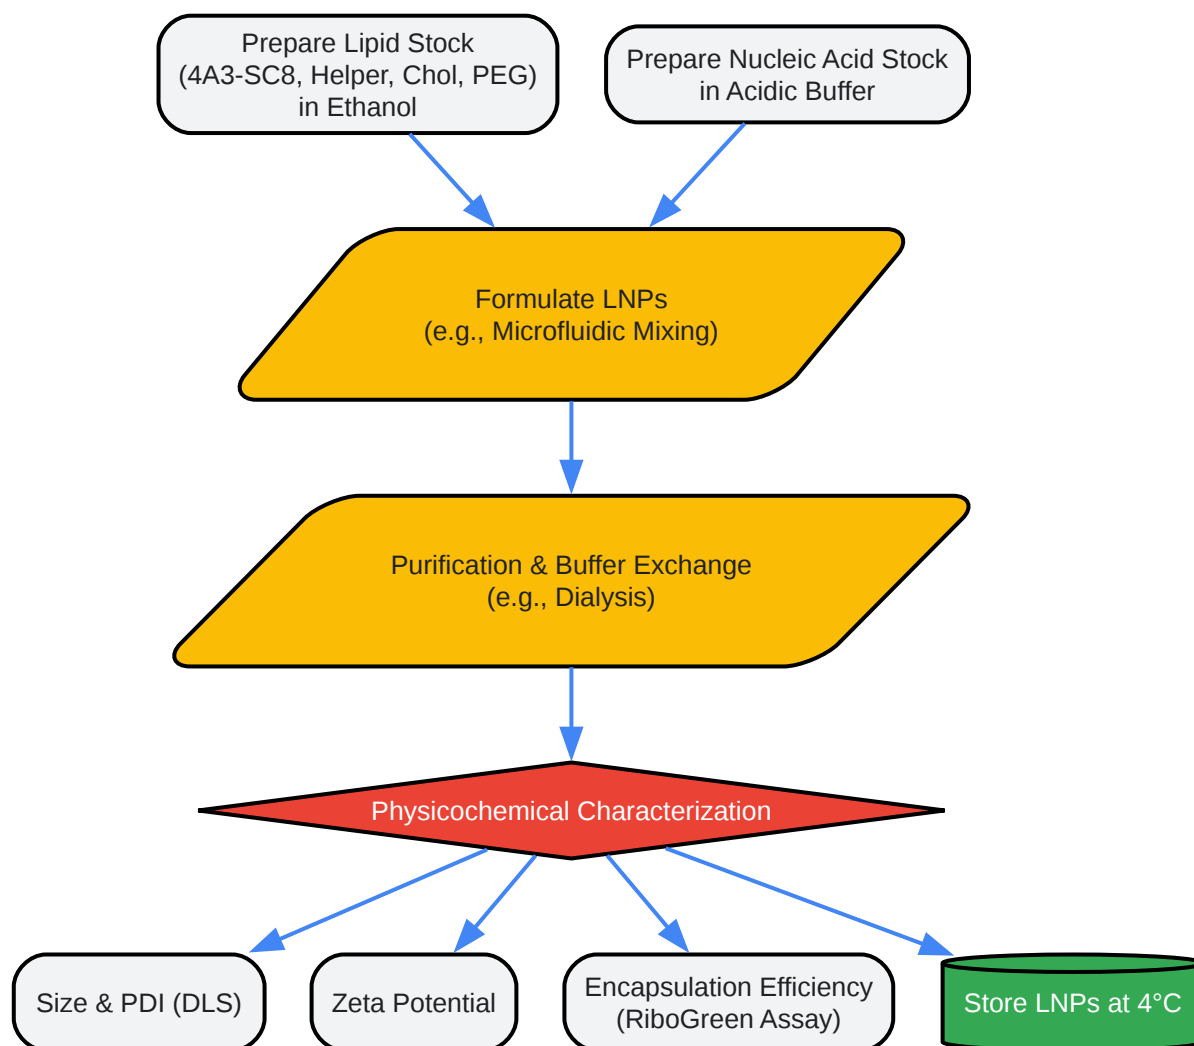 Prepare Lipid Stock
(4A3-SC8, Helper, Chol, PEG)
in Ethanol
Prepare Nucleic Acid Stock
in Acidic Buffer
Formulate LNPs
(e.g., Microfluidic Mixing)
Purification & Buffer Exchange
(e.g., Dialysis)
Physicochemical Characterization
Size & PDI (DLS)
Zeta Potential
Encapsulation Efficiency
(RiboGreen Assay)
Store LNPs at 4°C